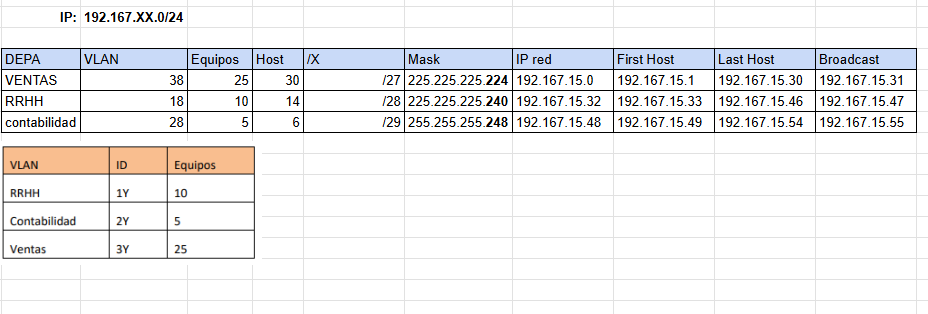 IP: 192.167.XX.0/24
DEPA VLAN Equipos Host /X Mask IP red First Host Last Host Broadcast
VENTAS 38 25 30 /27 225.225.225.224 192.167.15.0 192.167.15.1 192.167.15.30 192.167.15.31
RRHH 18 10 14 /28 225.225.225.240 192.167.15.32 192.167.15.33 192.167.15.46 192.167.15.47
contabilidad 28 5 6 /29 255.255.255.248 192.167.15.48 192.167.15.49 192.167.15.54 192.167.15.55
VLAN ID Equipos
RRHH 1Y 10
Contabilidad 2Y 5
Ventas 3Y 25